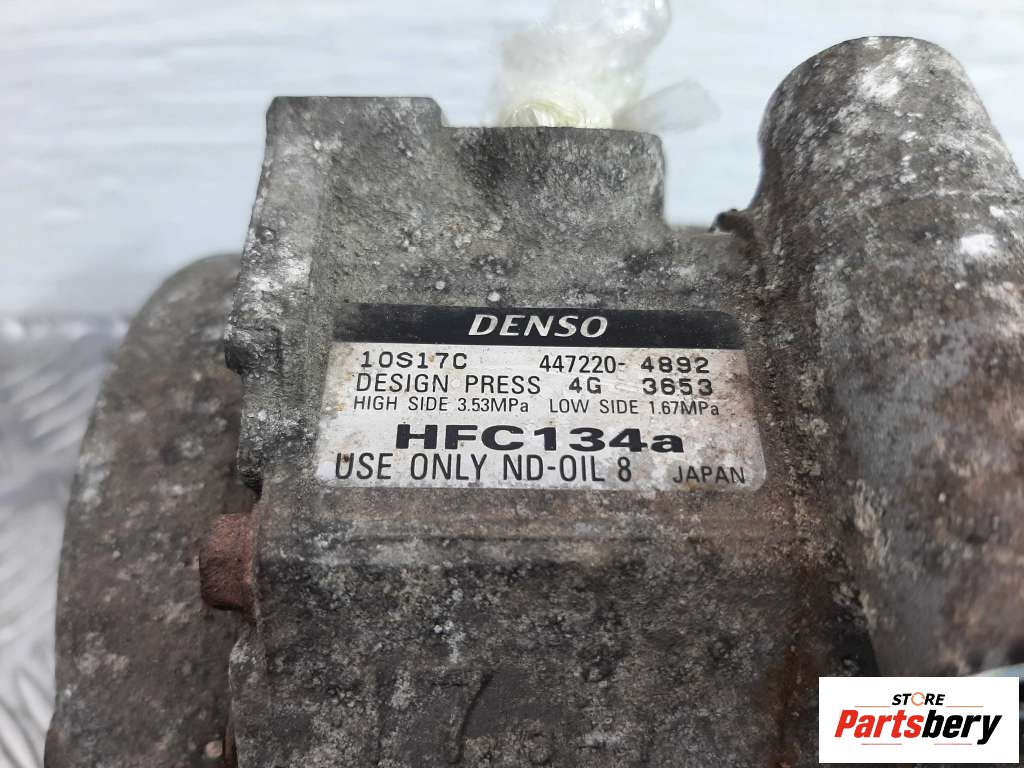 DENSO
10S17C 447220- 4892
DESIGN PRESS 4G 3653
HIGH SIDE 3.53MPa LOW SIDE 1.67MPa
HFC134a
USE ONLY ND-OIL 8 JAPAN
17
STORE
Partsbery